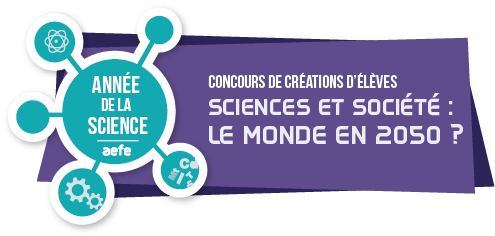 ANNÉE
DE LA
SCIENCE
aefe
CONCOURS DE CRÉATIONS D'ÉLÈVES
SCIENCES ET SOCIÉTÉ :
LE MONDE EN 2050 ?